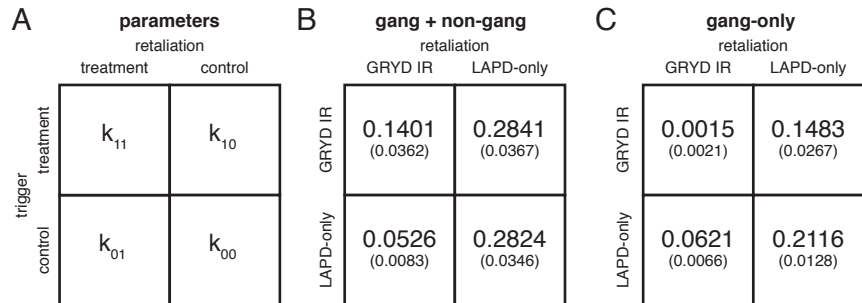 A parameters
retaliation
treatment control
trigger
treatment
k11 k10
control
k01 k00
B gang + non-gang
retaliation
GRYD IR LAPD-only
GRYD IR
0.1401 0.2841
(0.0362) (0.0367)
LAPD-only
0.0526 0.2824
(0.0083) (0.0346)
C gang-only
retaliation
GRYD IR LAPD-only
GRYD IR
0.0015 0.1483
(0.0021) (0.0267)
LAPD-only
0.0621 0.2116
(0.0066) (0.0128)